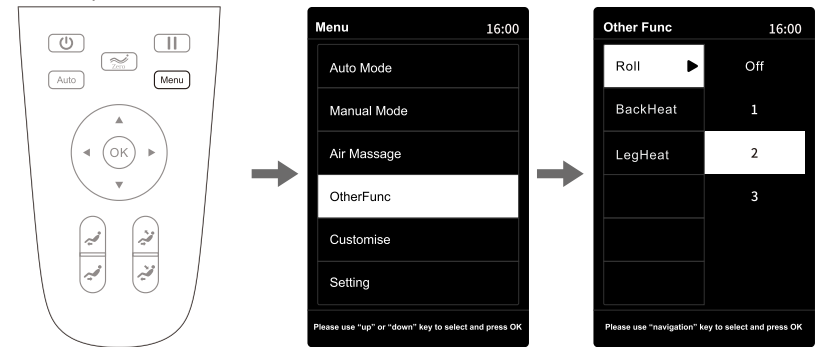 Zero
Auto
Menu
OK
Menu 16:00
Auto Mode
Manual Mode
Air Massage
OtherFunc
Customise
Setting
Please use “up” or “down” key to select and press OK
Other Func 16:00
Roll Off
BackHeat 1
LegHeat 2
3
Please use “navigation” key to select and press OK